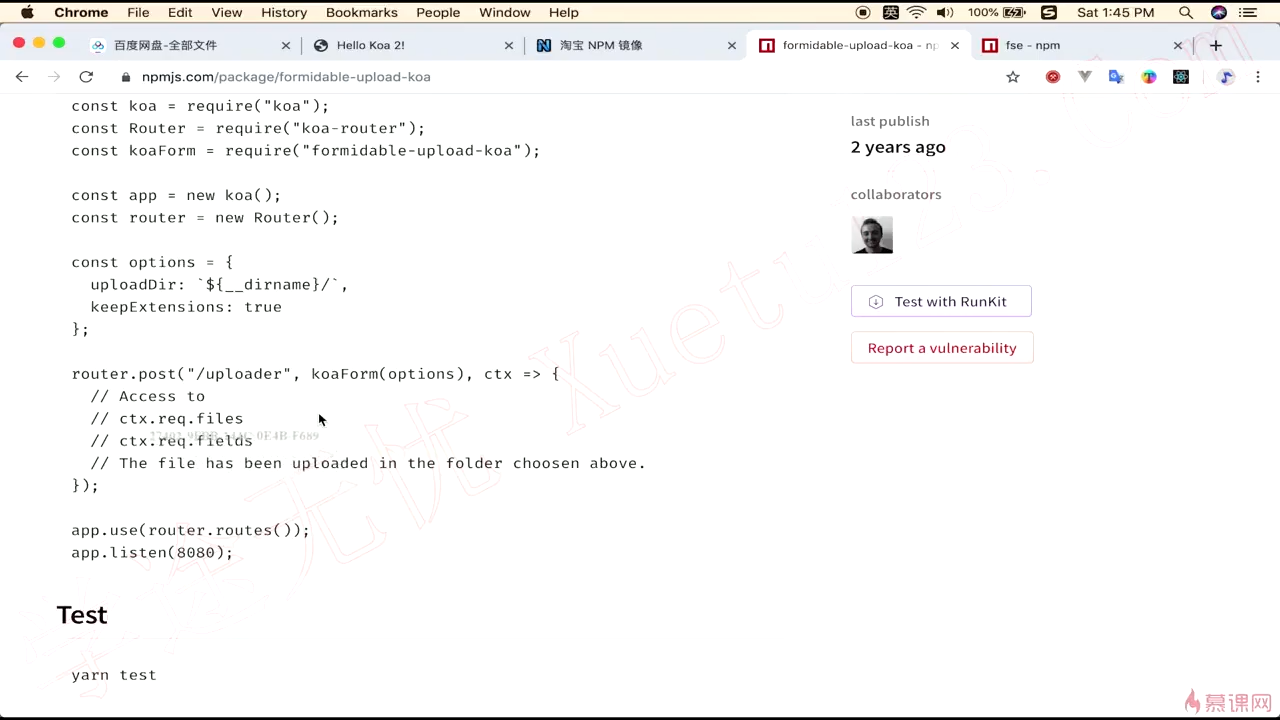 Chrome File Edit View History Bookmarks People Window Help 英 100% Sat 1:45 PM
百度网盘-全部文件 Hello Koa 2! 淘宝 NPM 镜像 formidable-upload-koa - np fse - npm
npmjs.com/package/formidable-upload-koa
const koa = require("koa");
const Router = require("koa-router");
const koaForm = require("formidable-upload-koa");
const app = new koa();
const router = new Router();
const options = {
uploadDir: `${__dirname}/`,
keepExtensions: true
};
router.post("/uploader", koaForm(options), ctx => {
// Access to
// ctx.req.files
// ctx.req.fields
// The file has been uploaded in the folder choosen above.
});
app.use(router.routes());
app.listen(8080);
Test
yarn test
last publish
2 years ago
collaborators
Test with RunKit
Report a vulnerability
慕课网